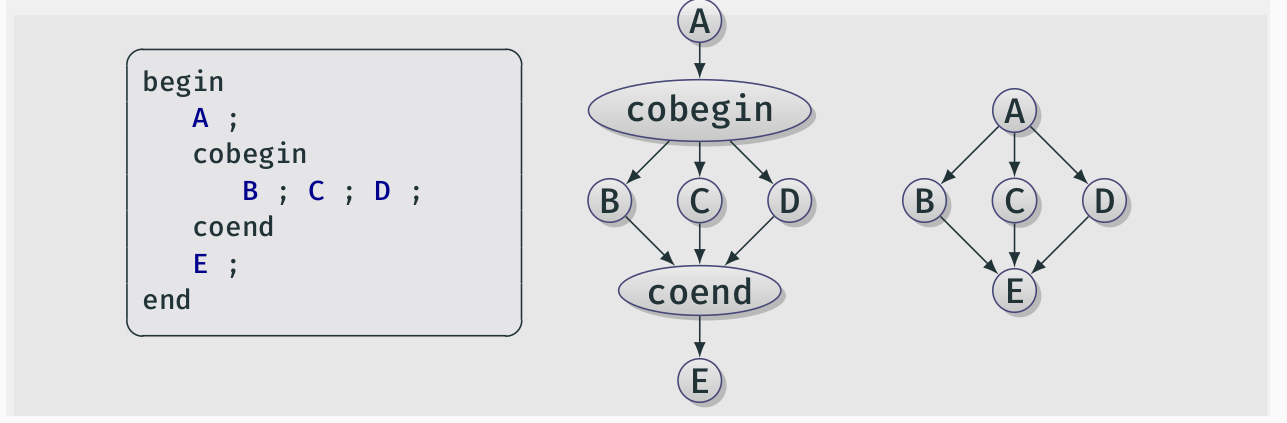 begin
A ;
cobegin
B ; C ; D ;
coend
E ;
end
A
cobegin
B C D
coend
E
A
B C D
E